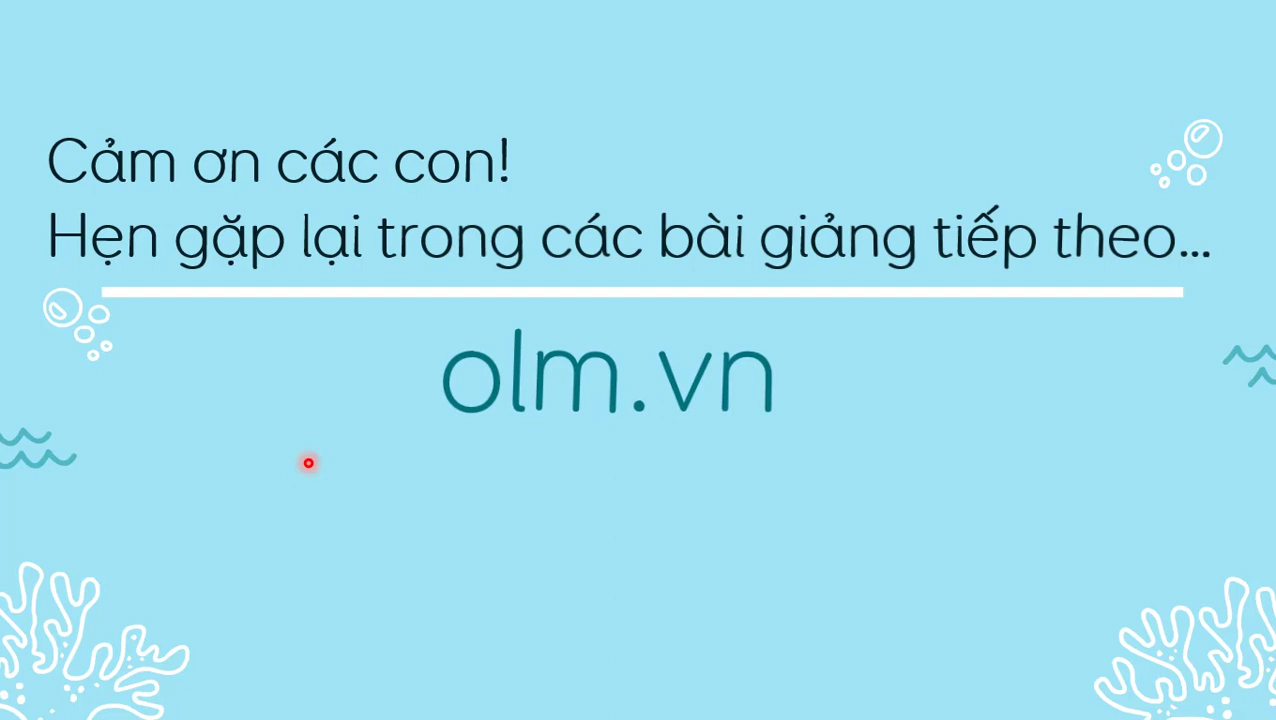 Cảm ơn các con!
Hẹn gặp lại trong các bài giảng tiếp theo...
olm.vn